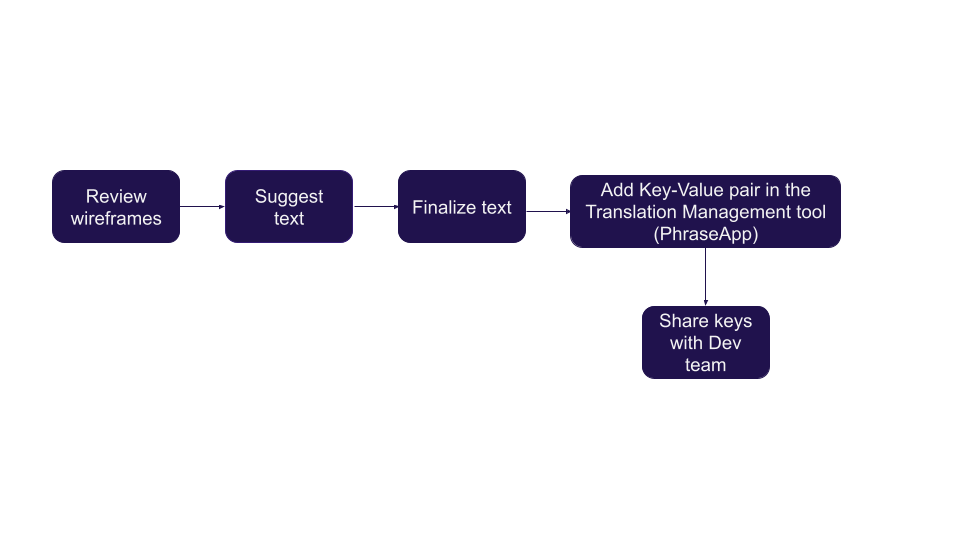 Review
wireframes
Suggest
text
Finalize text
Add Key-Value pair in the
Translation Management tool
(PhraseApp)
Share keys
with Dev
team